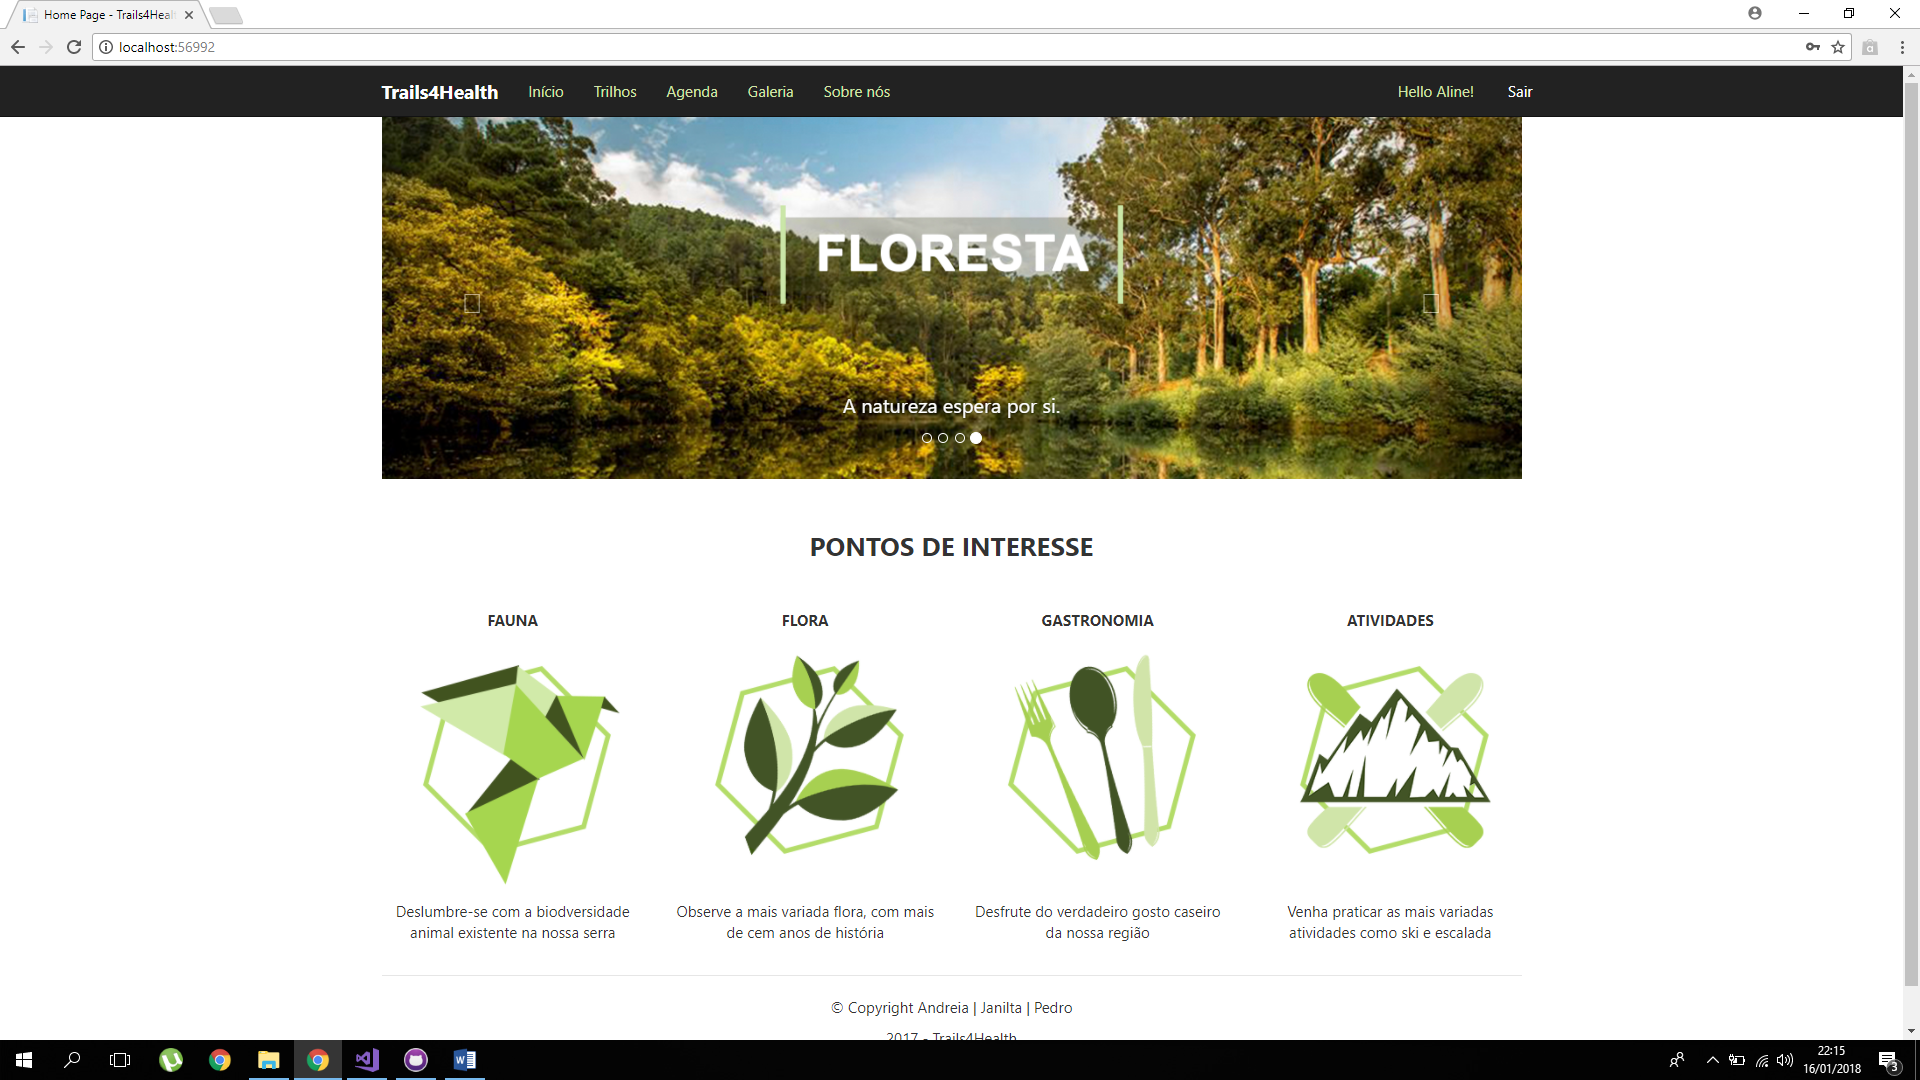 Home Page - Trails4Heal
localhost:56992
Trails4Health Início Trilhos Agenda Galeria Sobre nós Hello Aline! Sair
FLORESTA
A natureza espera por si.
PONTOS DE INTERESSE
FAUNA FLORA GASTRONOMIA ATIVIDADES
Deslumbre-se com a biodversidade
animal existente na nossa serra
Observe a mais variada flora, com mais
de cem anos de história
Desfrute do verdadeiro gosto caseiro
da nossa região
Venha praticar as mais variadas
atividades como ski e escalada
© Copyright Andreia | Janilta | Pedro
2017 - Trails4Health
22:15
16/01/2018
3